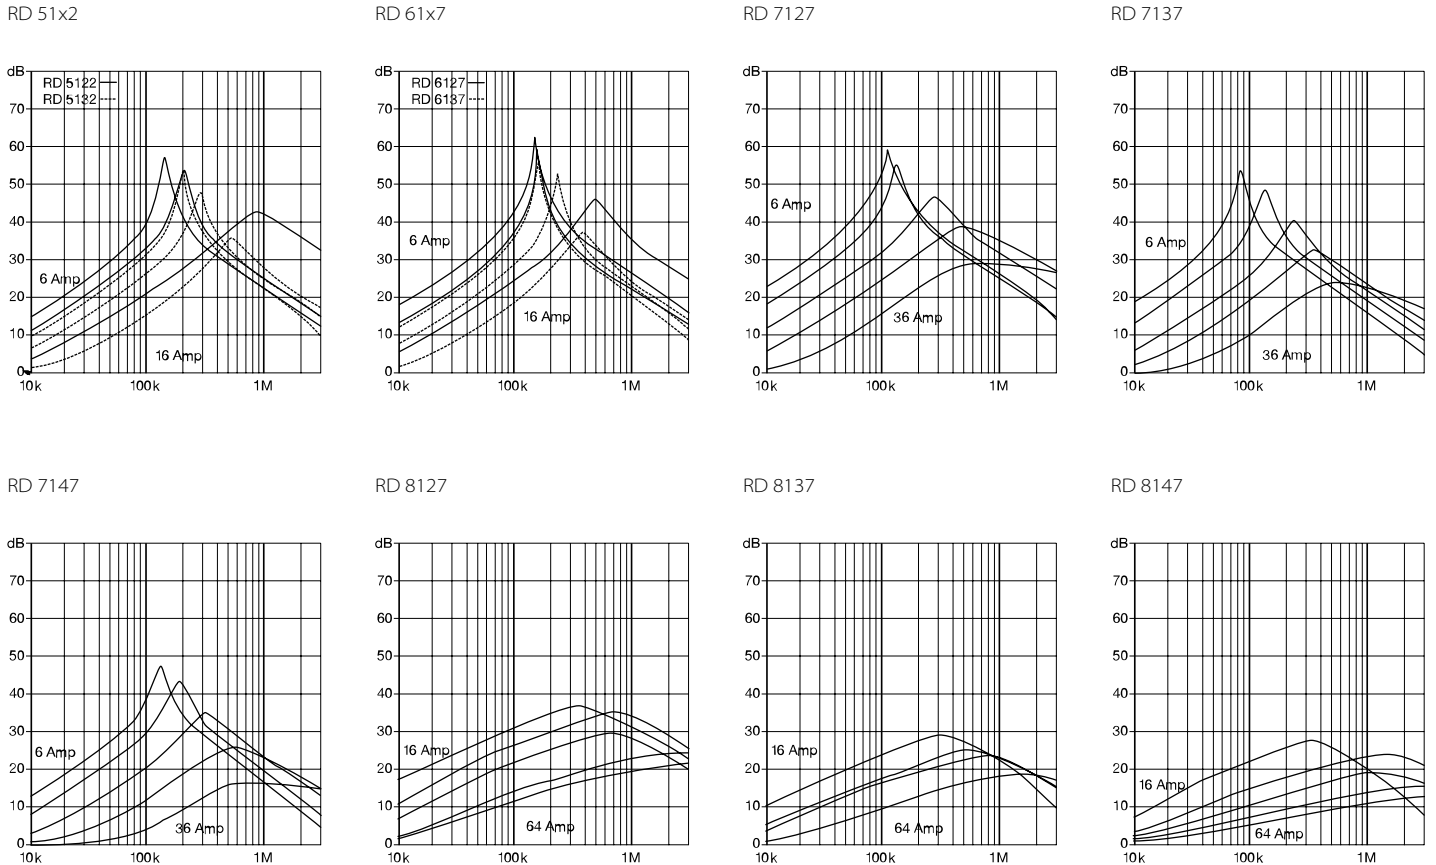 RD 51x2
RD 61x7
RD 7127
RD 7137
dB
RD 5122
RD 5132
70
60
50
40
30
20
10
0
6 Amp
16 Amp
10k
100k
1M
dB
RD 6127
RD 6137
70
60
50
40
30
20
10
0
6 Amp
16 Amp
10k
100k
1M
dB
70
60
50
40
30
20
10
0
6 Amp
36 Amp
10k
100k
1M
dB
70
60
50
40
30
20
10
0
6 Amp
36 Amp
10k
100k
1M
RD 7147
RD 8127
RD 8137
RD 8147
dB
70
60
50
40
30
20
10
0
6 Amp
36 Amp
10k
100k
1M
dB
70
60
50
40
30
20
10
0
16 Amp
64 Amp
10k
100k
1M
dB
70
60
50
40
30
20
10
0
16 Amp
64 Amp
10k
100k
1M
dB
70
60
50
40
30
20
10
0
16 Amp
64 Amp
10k
100k
1M